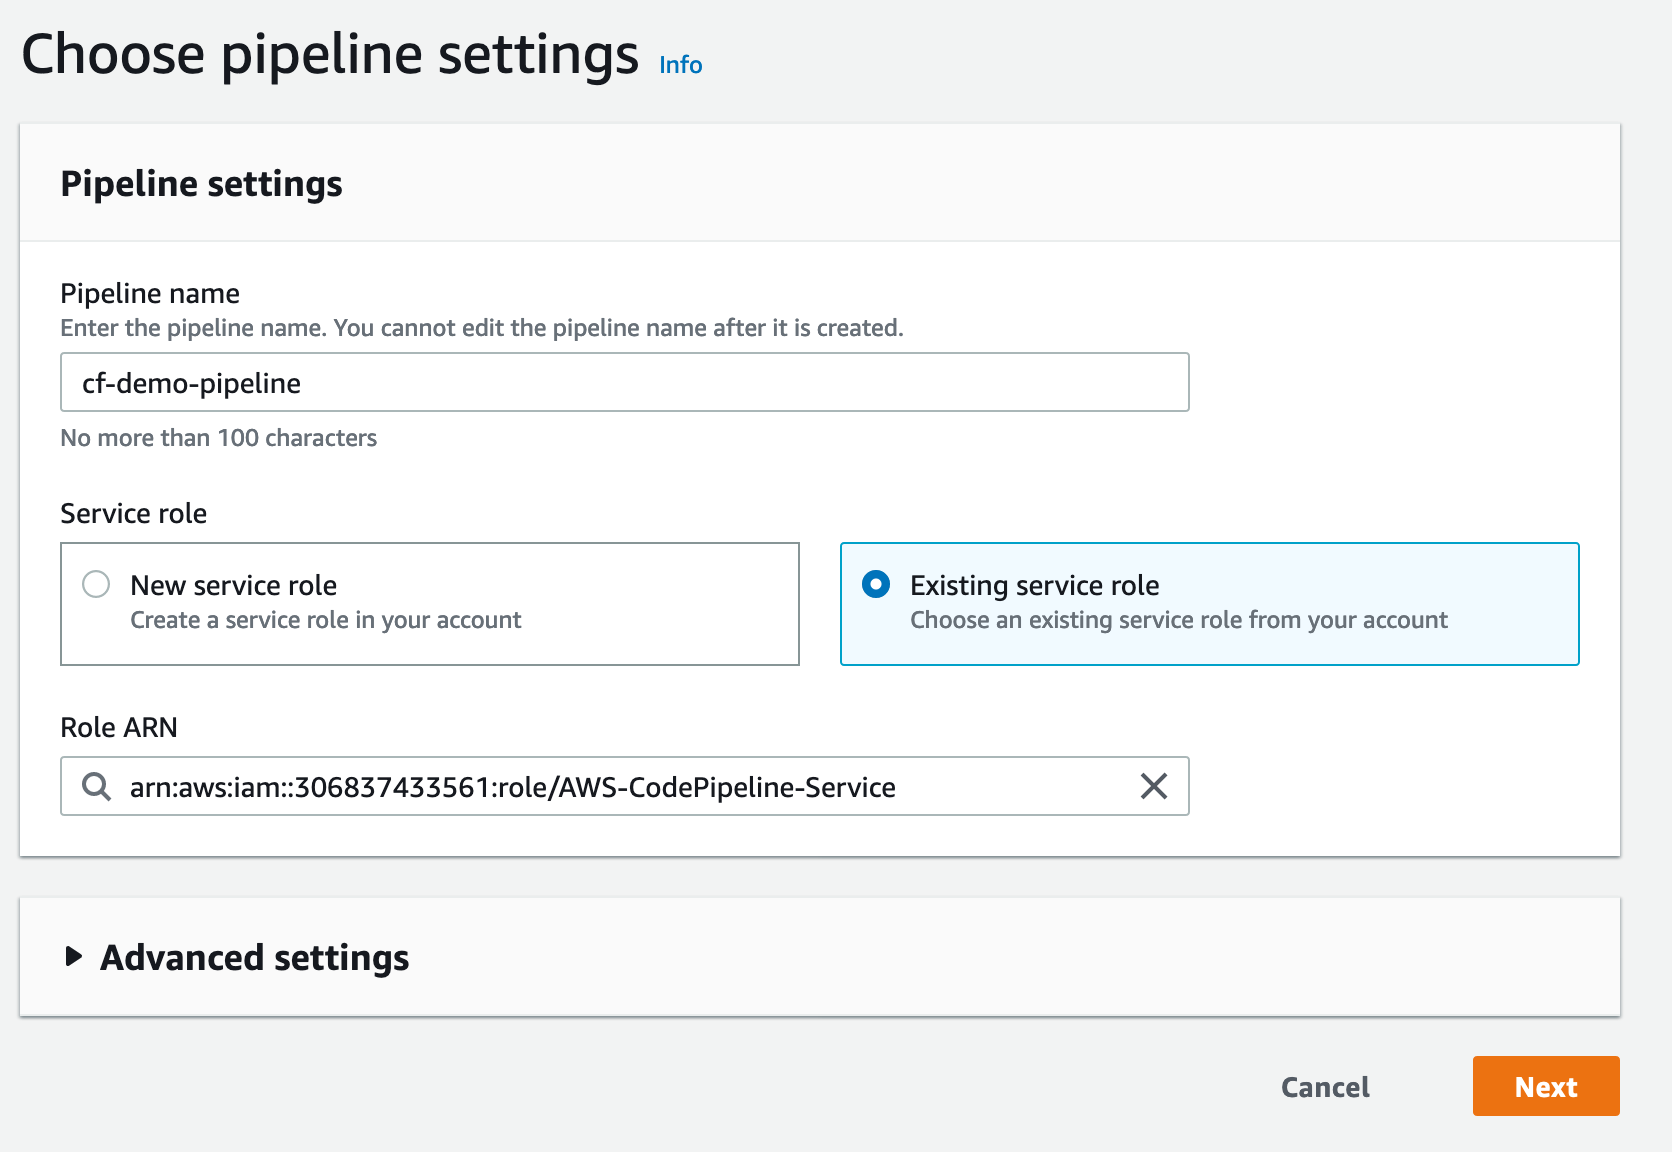 Choose pipeline settings Info
Pipeline settings
Pipeline name
Enter the pipeline name. You cannot edit the pipeline name after it is created.
cf-demo-pipeline
No more than 100 characters
Service role
New service role
Create a service role in your account
Existing service role
Choose an existing service role from your account
Role ARN
arn:aws:iam::306837433561:role/AWS-CodePipeline-Service
Advanced settings
Cancel
Next